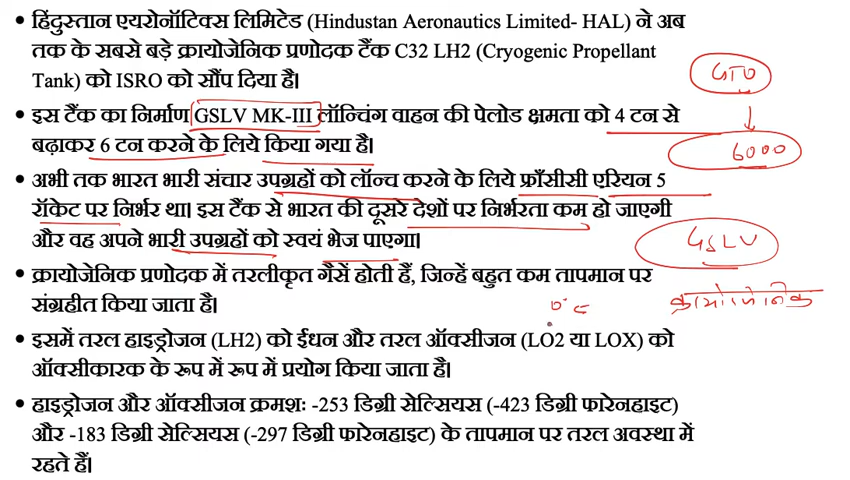 • हिंदुस्तान एयरोनॉटिक्स लिमिटेड (Hindustan Aeronautics Limited- HAL) ने अब
तक के सबसे बड़े क्रायोजेनिक प्रणोदक टैंक C32 LH2 (Cryogenic Propellant
Tank) को ISRO को सौंप दिया है।
GTO
• इस टैंक का निर्माण GSLV MK-III लॉन्चिंग वाहन की पेलोड क्षमता को 4 टन से
बढ़ाकर 6 टन करने के लिये किया गया है।
6000
• अभी तक भारत भारी संचार उपग्रहों को लॉन्च करने के लिये फ्राँसीसी एरियन 5
रॉकेट पर निर्भर था। इस टैंक से भारत की दूसरे देशों पर निर्भरता कम हो जाएगी
और वह अपने भारी उपग्रहों को स्वयं भेज पाएगा।
GSLV
• क्रायोजेनिक प्रणोदक में तरलीकृत गैसें होती हैं, जिन्हें बहुत कम तापमान पर
संग्रहीत किया जाता है।
0°C
क्रायोजेनिक
• इसमें तरल हाइड्रोजन (LH2) को ईधन और तरल ऑक्सीजन (LO2 या LOX) को
ऑक्सीकारक के रूप में रूप में प्रयोग किया जाता है।
• हाइड्रोजन और ऑक्सीजन क्रमशः -253 डिग्री सेल्सियस (-423 डिग्री फारेनहाइट)
और -183 डिग्री सेल्सियस (-297 डिग्री फारेनहाइट) के तापमान पर तरल अवस्था में
रहते हैं।